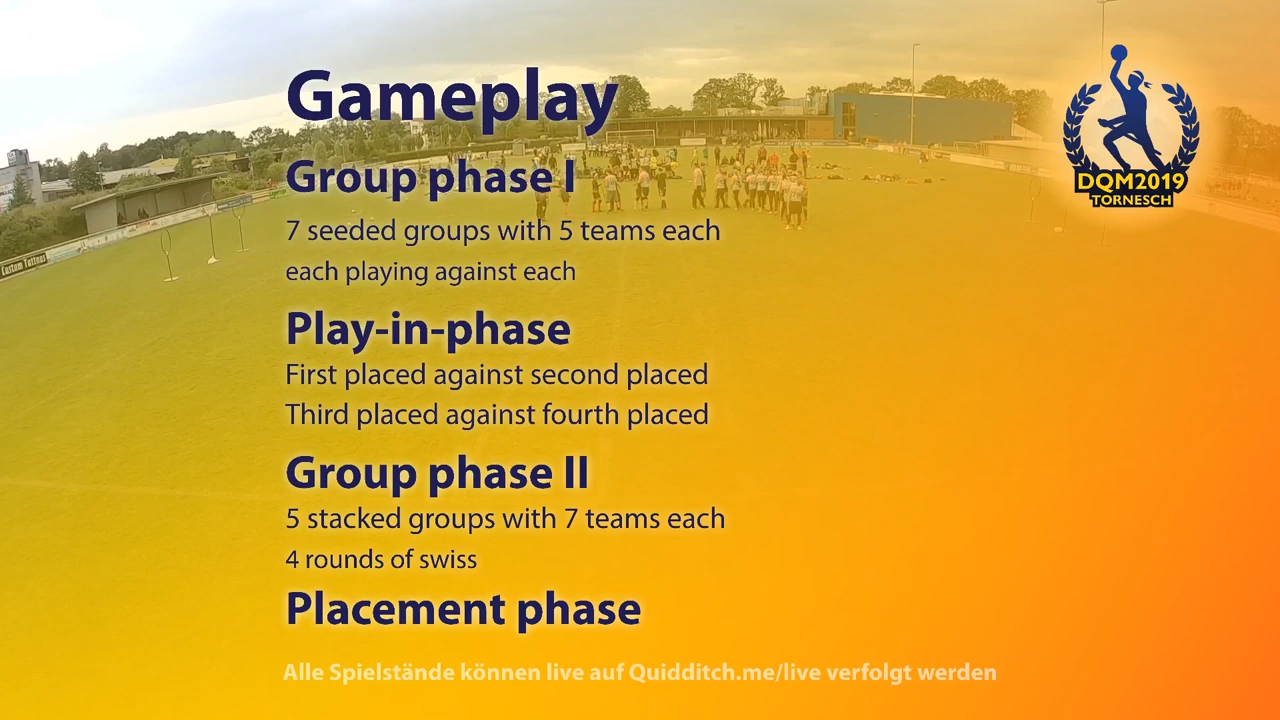 Gameplay
DQM2019
TORNESCH
Group phase I
7 seeded groups with 5 teams each
each playing against each
Custom Tattoos
Play-in-phase
First placed against second placed
Third placed against fourth placed
Group phase II
5 stacked groups with 7 teams each
4 rounds of swiss
Placement phase
Alle Spielstände können live auf Quidditch.me/live verfolgt werden